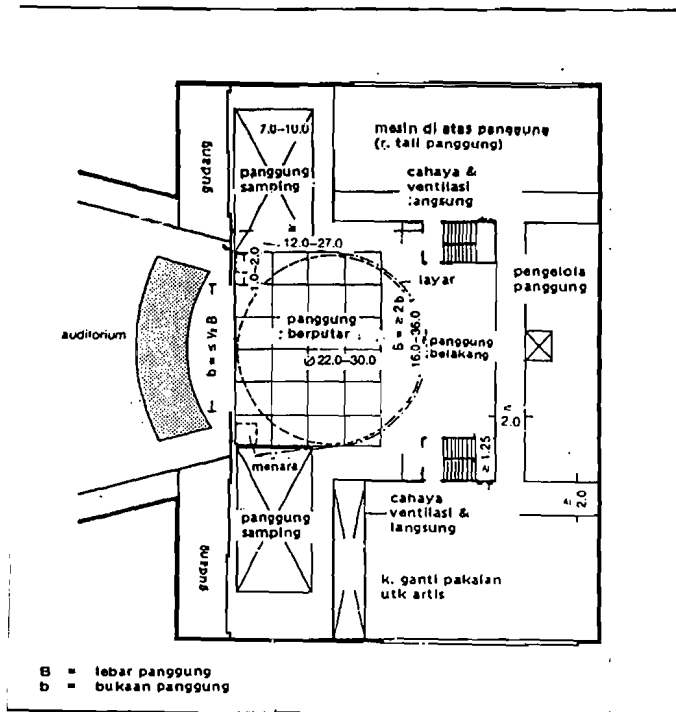 7.0–10.0
mesin di atas panggung
(r. tali panggung)
gudang
panggung
samping
cahaya &
ventilasi
langsung
12.0–27.0
1.0–2.0
layar
pengelola
panggung
auditorium
b = ≤ ½ B
panggung
berputar
⌀ 22.0–30.0
B = ≥ 2b
16.0–36.0
panggung
belakang
2.0
≥ 1.25
menara
panggung
samping
cahaya
ventilasi &
langsung
≥ 2.0
gudang
k. ganti pakaian
utk artis
B = lebar panggung
b = bukaan panggung